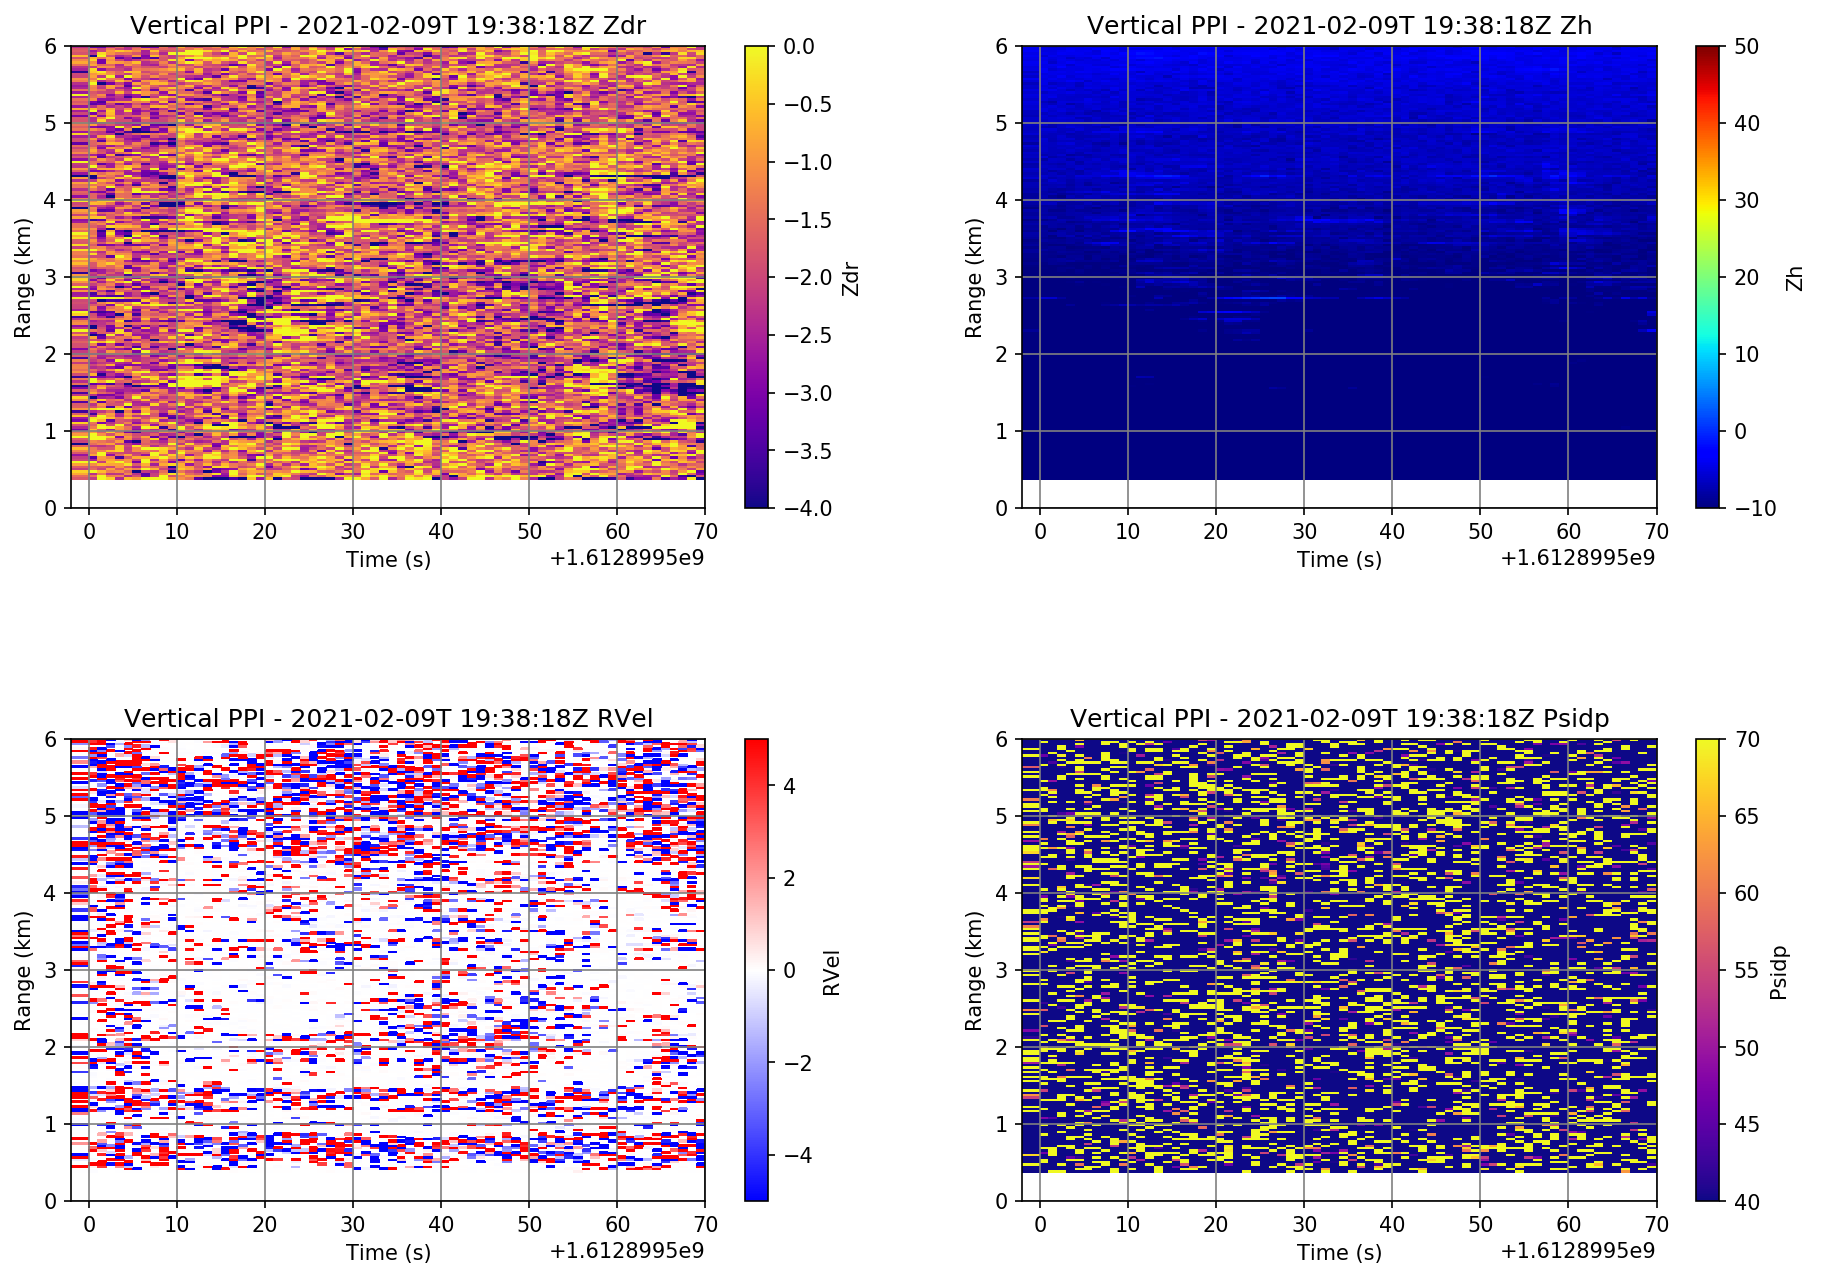 Vertical PPI - 2021-02-09T 19:38:18Z Zdr
6
5
4
3
2
1
0
Range (km)
0 10 20 30 40 50 60 70
Time (s)
+1.6128995e9
0.0
−0.5
−1.0
−1.5
−2.0
−2.5
−3.0
−3.5
−4.0
Zdr
Vertical PPI - 2021-02-09T 19:38:18Z Zh
6
5
4
3
2
1
0
Range (km)
0 10 20 30 40 50 60 70
Time (s)
+1.6128995e9
50
40
30
20
10
0
−10
Zh
Vertical PPI - 2021-02-09T 19:38:18Z RVel
6
5
4
3
2
1
0
Range (km)
0 10 20 30 40 50 60 70
Time (s)
+1.6128995e9
4
2
0
−2
−4
RVel
Vertical PPI - 2021-02-09T 19:38:18Z Psidp
6
5
4
3
2
1
0
Range (km)
0 10 20 30 40 50 60 70
Time (s)
+1.6128995e9
70
65
60
55
50
45
40
Psidp